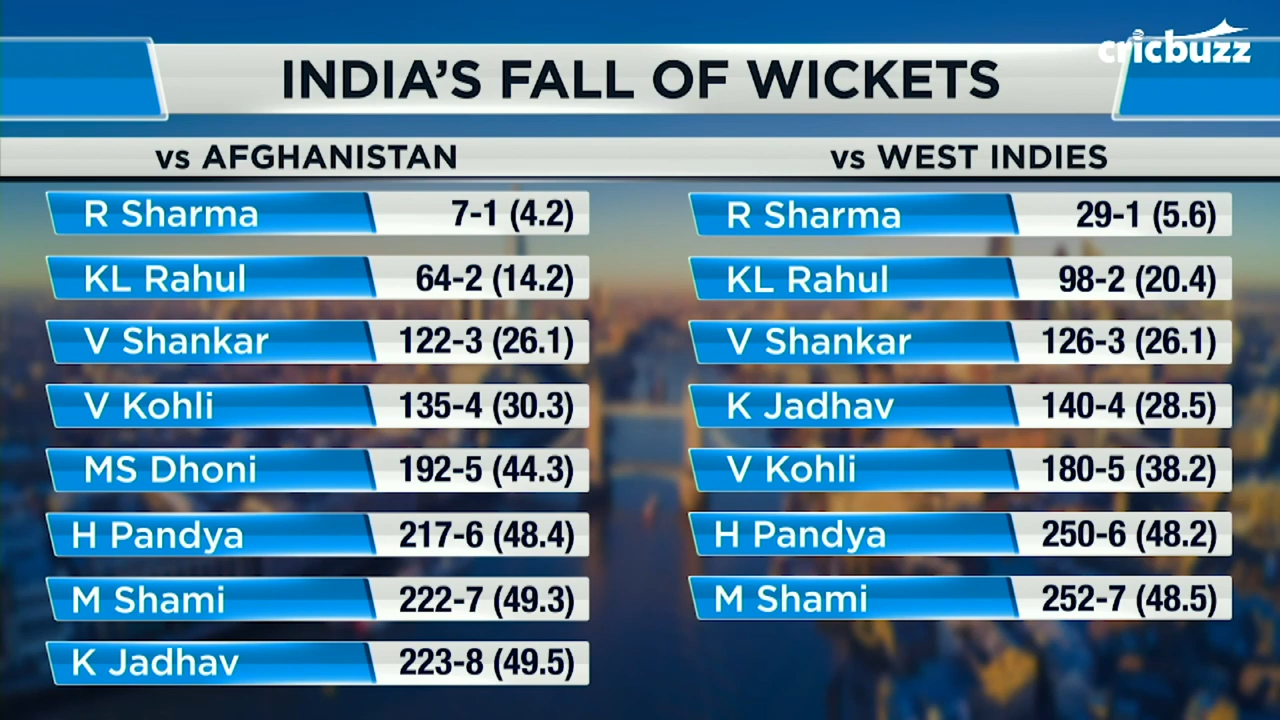 cricbuzz
INDIA'S FALL OF WICKETS
vs AFGHANISTAN
R Sharma 7-1 (4.2)
KL Rahul 64-2 (14.2)
V Shankar 122-3 (26.1)
V Kohli 135-4 (30.3)
MS Dhoni 192-5 (44.3)
H Pandya 217-6 (48.4)
M Shami 222-7 (49.3)
K Jadhav 223-8 (49.5)
vs WEST INDIES
R Sharma 29-1 (5.6)
KL Rahul 98-2 (20.4)
V Shankar 126-3 (26.1)
K Jadhav 140-4 (28.5)
V Kohli 180-5 (38.2)
H Pandya 250-6 (48.2)
M Shami 252-7 (48.5)